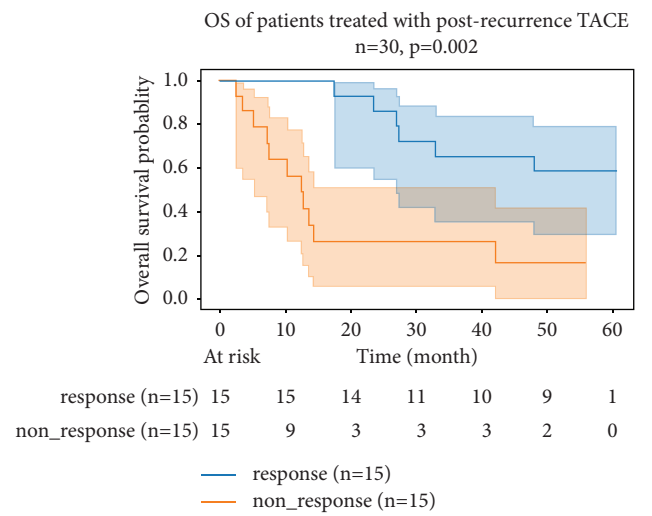 OS of patients treated with post-recurrence TACE
n=30, p=0.002
Overall survival probablity
1.0
0.8
0.6
0.4
0.2
0.0
0 10 20 30 40 50 60
At risk Time (month)
response (n=15) 15 15 14 11 10 9 1
non_response (n=15) 15 9 3 3 3 2 0
response (n=15)
non_response (n=15)